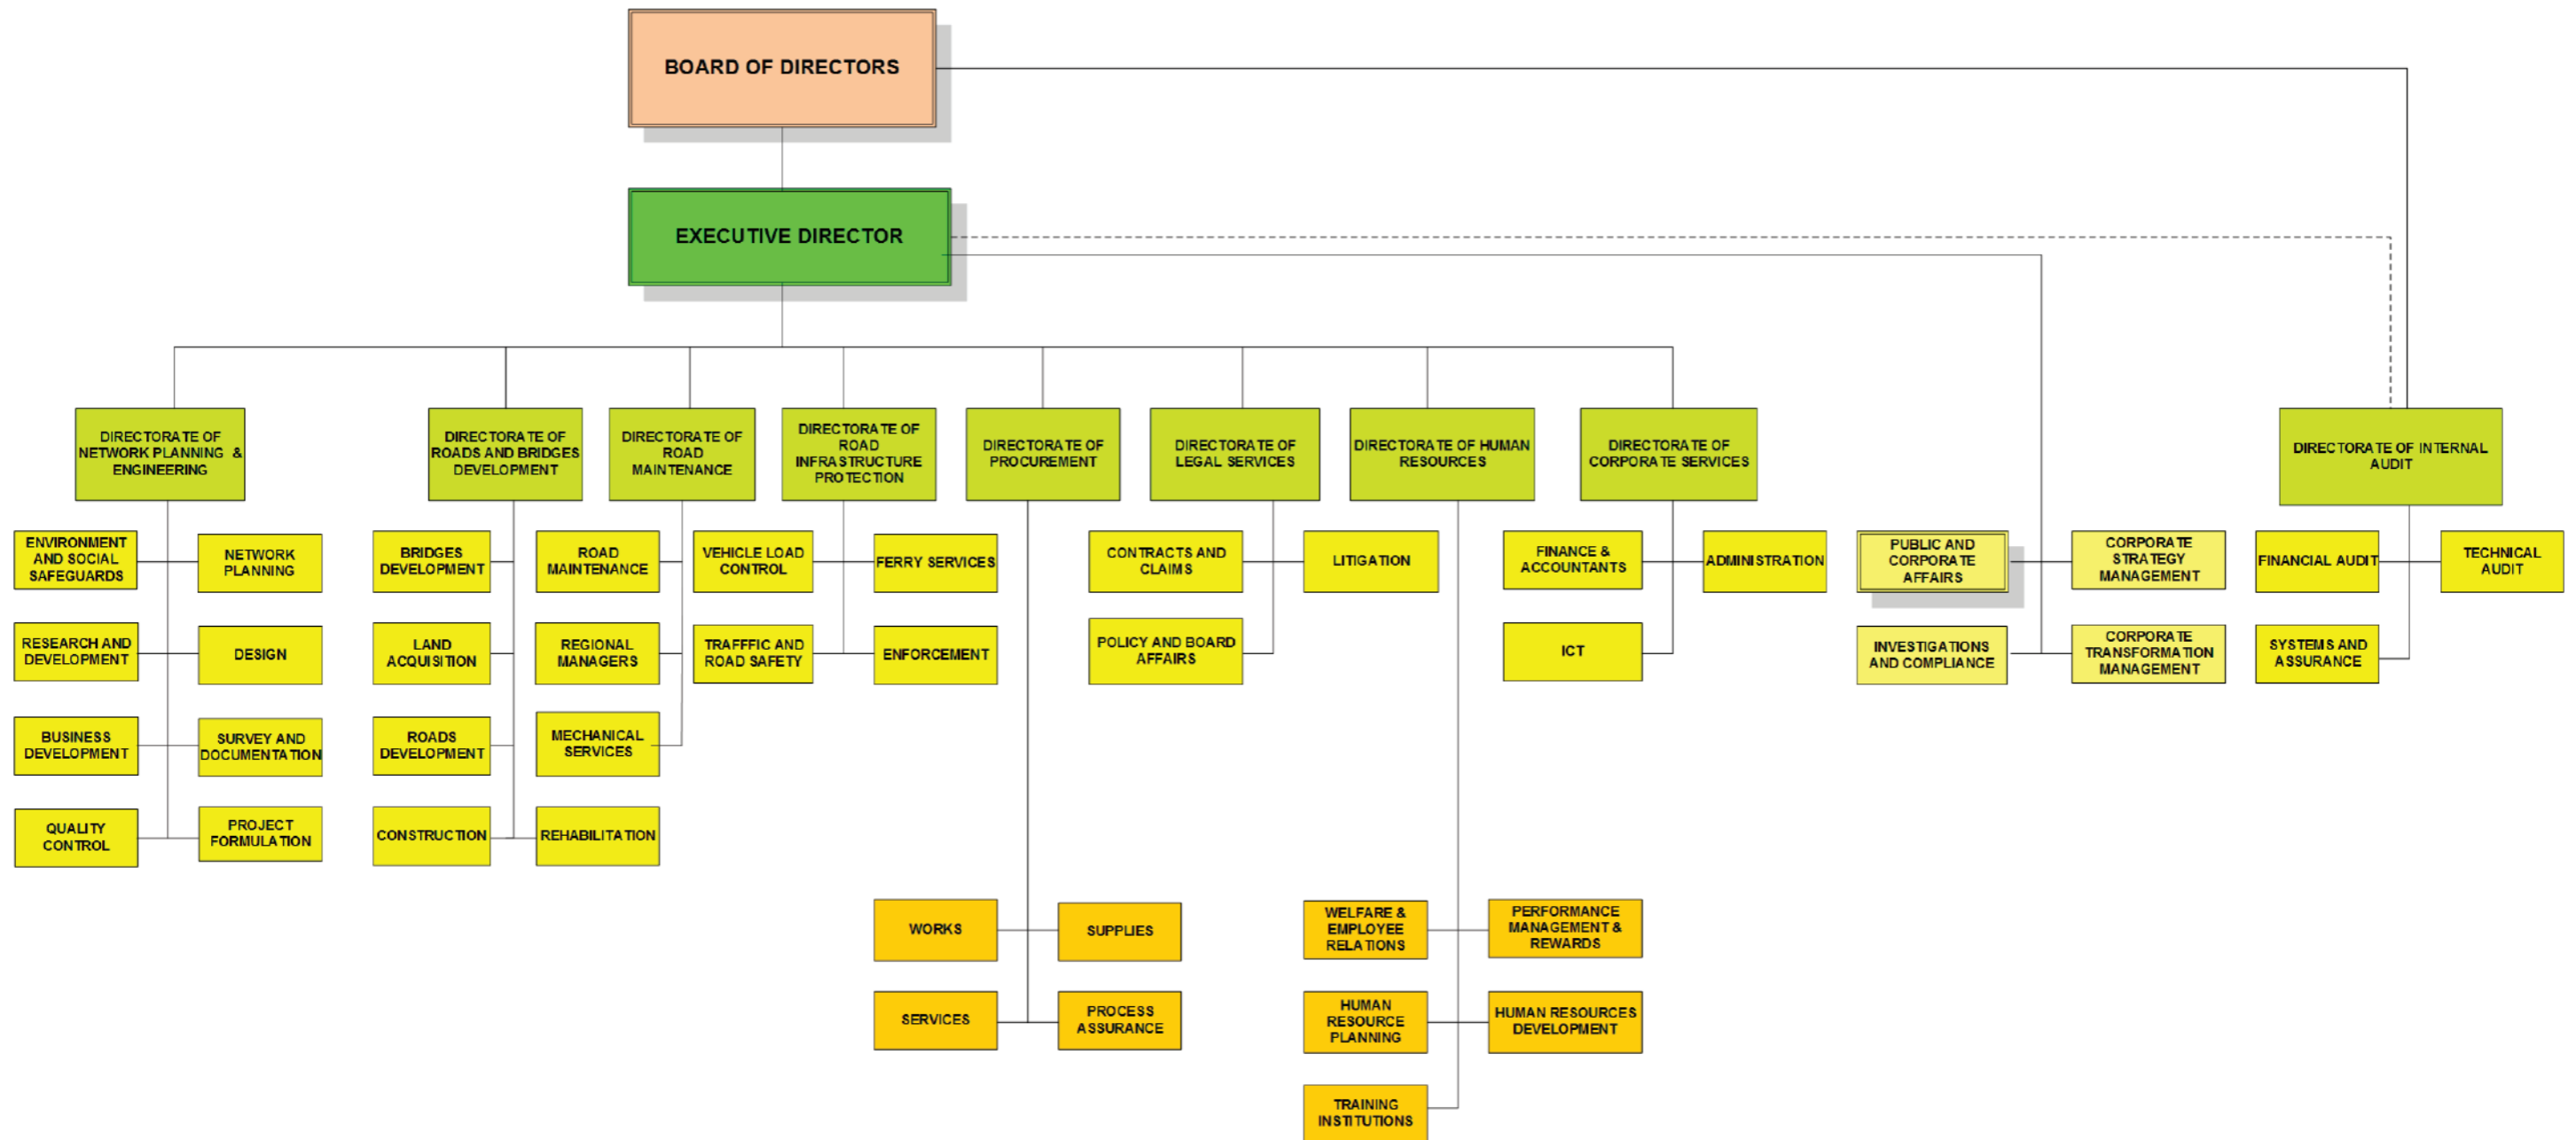 BOARD OF DIRECTORS
EXECUTIVE DIRECTOR
DIRECTORATE OF
NETWORK PLANNING &
ENGINEERING
DIRECTORATE OF
ROADS AND BRIDGES
DEVELOPMENT
DIRECTORATE OF
ROAD
MAINTENANCE
DIRECTORATE OF
ROAD
INFRASTRUCTURE
PROTECTION
DIRECTORATE OF
PROCUREMENT
DIRECTORATE OF
LEGAL SERVICES
DIRECTORATE OF HUMAN
RESOURCES
DIRECTORATE OF
CORPORATE SERVICES
DIRECTORATE OF INTERNAL
AUDIT
ENVIRONMENT
AND SOCIAL
SAFEGUARDS
NETWORK
PLANNING
BRIDGES
DEVELOPMENT
ROAD
MAINTENANCE
VEHICLE LOAD
CONTROL
FERRY SERVICES
CONTRACTS AND
CLAIMS
LITIGATION
FINANCE &
ACCOUNTANTS
ADMINISTRATION
PUBLIC AND
CORPORATE
AFFAIRS
CORPORATE
STRATEGY
MANAGEMENT
FINANCIAL AUDIT
TECHNICAL
AUDIT
RESEARCH AND
DEVELOPMENT
DESIGN
LAND
ACQUISITION
REGIONAL
MANAGERS
TRAFFFIC AND
ROAD SAFETY
ENFORCEMENT
POLICY AND BOARD
AFFAIRS
ICT
INVESTIGATIONS
AND COMPLIANCE
CORPORATE
TRANSFORMATION
MANAGEMENT
SYSTEMS AND
ASSURANCE
BUSINESS
DEVELOPMENT
SURVEY AND
DOCUMENTATION
ROADS
DEVELOPMENT
MECHANICAL
SERVICES
QUALITY
CONTROL
PROJECT
FORMULATION
CONSTRUCTION
REHABILITATION
WORKS
SUPPLIES
WELFARE &
EMPLOYEE
RELATIONS
PERFORMANCE
MANAGEMENT &
REWARDS
SERVICES
PROCESS
ASSURANCE
HUMAN
RESOURCE
PLANNING
HUMAN RESOURCES
DEVELOPMENT
TRAINING
INSTITUTIONS